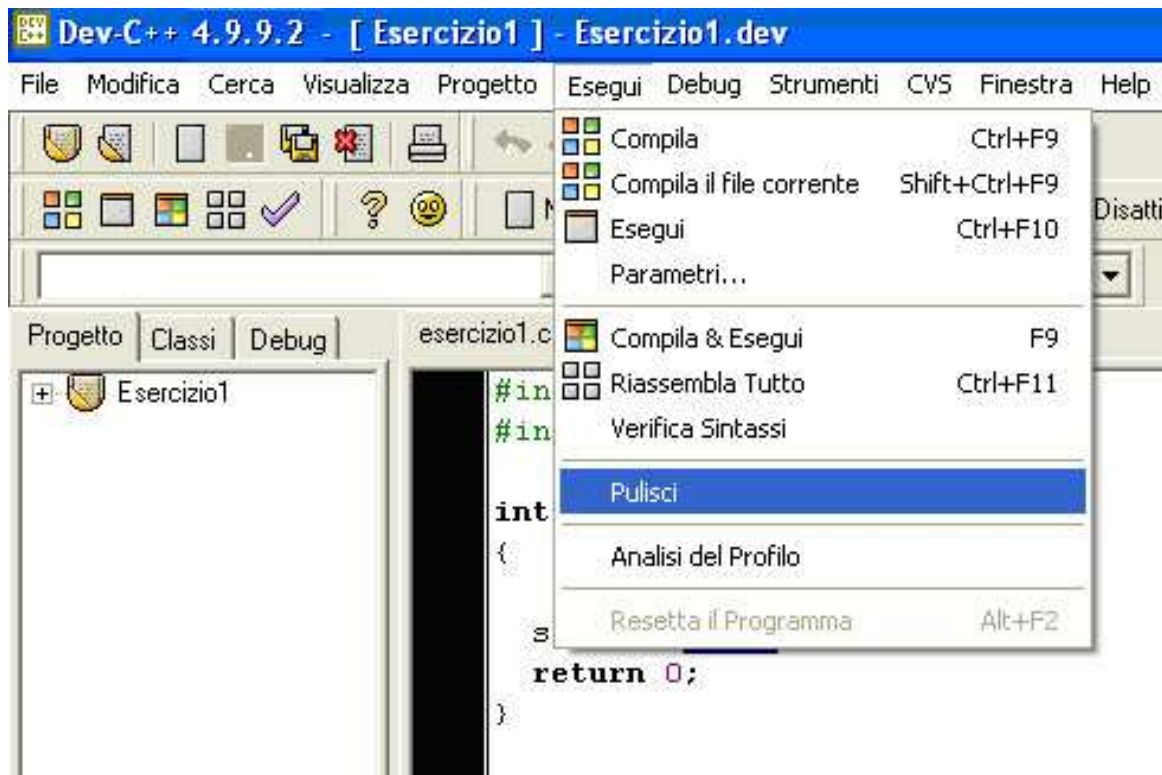 Dev-C++ 4.9.9.2 - [ Esercizio1 ] - Esercizio1.dev
File Modifica Cerca Visualizza Progetto Esegui Debug Strumenti CVS Finestra Help
Compila Ctrl+F9
Compila il file corrente Shift+Ctrl+F9
Disatti
Esegui Ctrl+F10
Parametri...
Progetto Classi Debug esercizio1.c
Compila & Esegui F9
Esercizio1
#in
Riassembla Tutto Ctrl+F11
#in
Verifica Sintassi
Pulisci
int
{
Analisi del Profilo
Resetta il Programma Alt+F2
s
return 0;
}